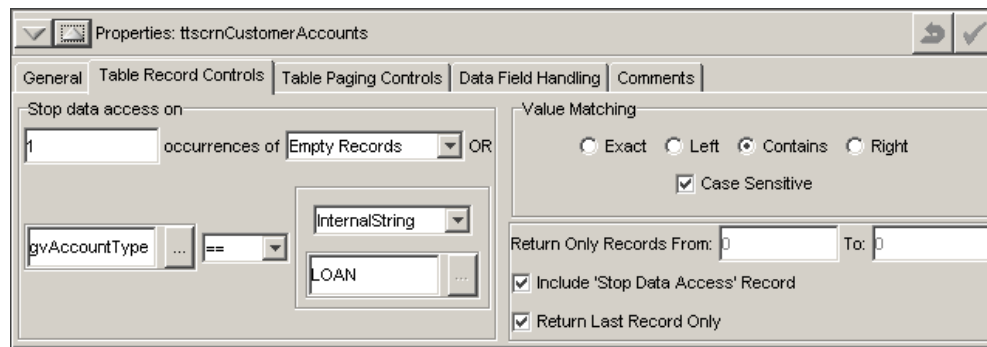 Properties: ttscrnCustomerAccounts
General Table Record Controls Table Paging Controls Data Field Handling Comments
Stop data access on
1 occurrences of Empty Records OR
gvAccountType ... ==
InternalString
LOAN ...
Value Matching
Exact Left Contains Right
Case Sensitive
Return Only Records From: 0 To: 0
Include 'Stop Data Access' Record
Return Last Record Only